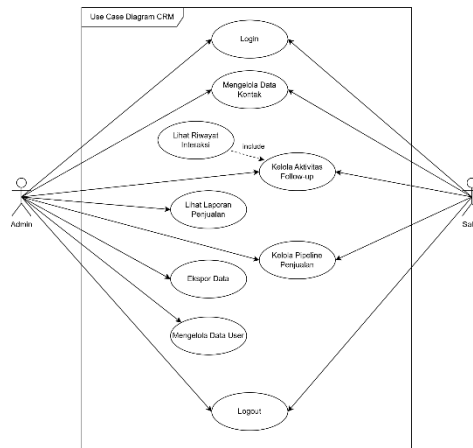 Use Case Diagram CRM
Login
Mengelola Data
Kontak
Lihat Riwayat
Interaksi
include
Kelola Aktivitas
Follow-up
Admin
Lihat Laporan
Penjualan
Kelola Pipeline
Penjualan
Ekspor Data
Mengelola Data User
Logout